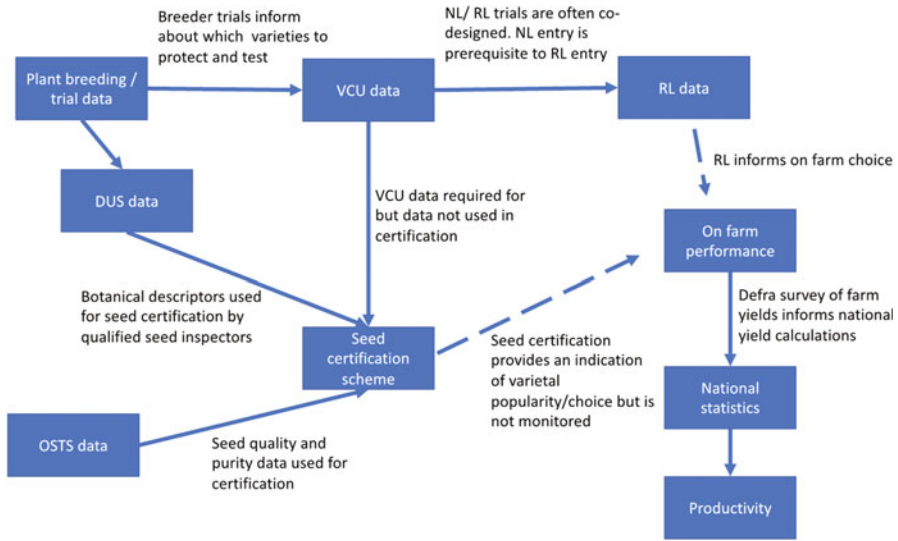 Breeder trials inform
about which varieties to
protect and test
NL/ RL trials are often co-
designed. NL entry is
prerequisite to RL entry
Plant breeding /
trial data
VCU data
RL data
RL informs on farm choice
DUS data
VCU data required for
but data not used in
certification
On farm
performance
Botanical descriptors used
for seed certification by
qualified seed inspectors
Defra survey of farm
yields informs national
yield calculations
Seed
certification
scheme
Seed certification
provides an indication
of varietal
popularity/choice but is
not monitored
National
statistics
OSTS data
Seed quality and
purity data used for
certification
Productivity